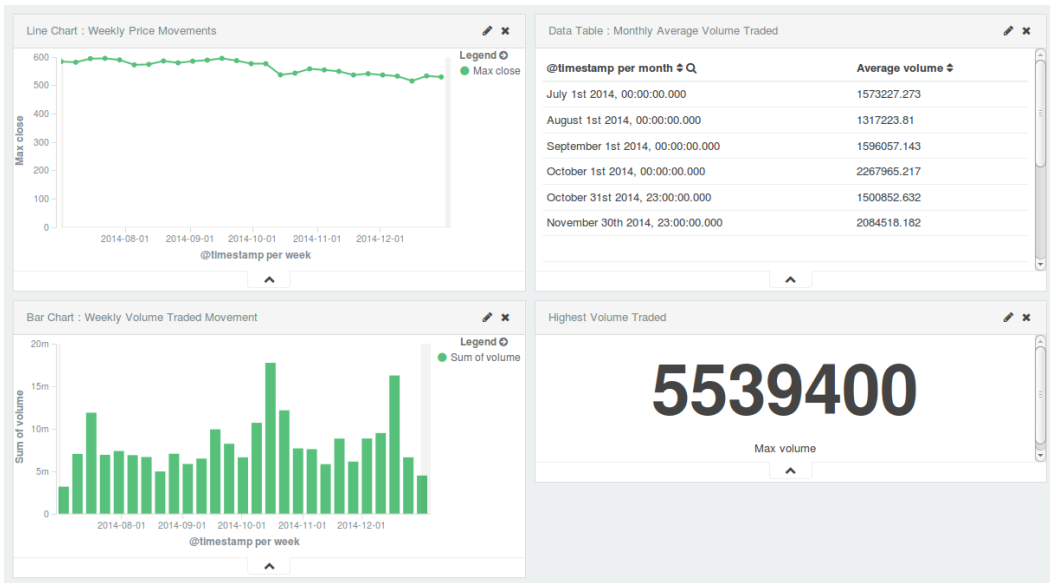 Line Chart : Weekly Price Movements
600
500
400
300
200
100
0
Max close
2014-08-01 2014-09-01 2014-10-01 2014-11-01 2014-12-01
@timestamp per week
Legend
Max close
Data Table : Monthly Average Volume Traded
@timestamp per month Average volume
July 1st 2014, 00:00:00.000 1573227.273
August 1st 2014, 00:00:00.000 1317223.81
September 1st 2014, 00:00:00.000 1596057.143
October 1st 2014, 00:00:00.000 2267965.217
October 31st 2014, 23:00:00.000 1500852.632
November 30th 2014, 23:00:00.000 2084518.182
Bar Chart : Weekly Volume Traded Movement
20m
15m
10m
5m
0
Sum of volume
2014-08-01 2014-09-01 2014-10-01 2014-11-01 2014-12-01
@timestamp per week
Legend
Sum of volume
Highest Volume Traded
5539400
Max volume